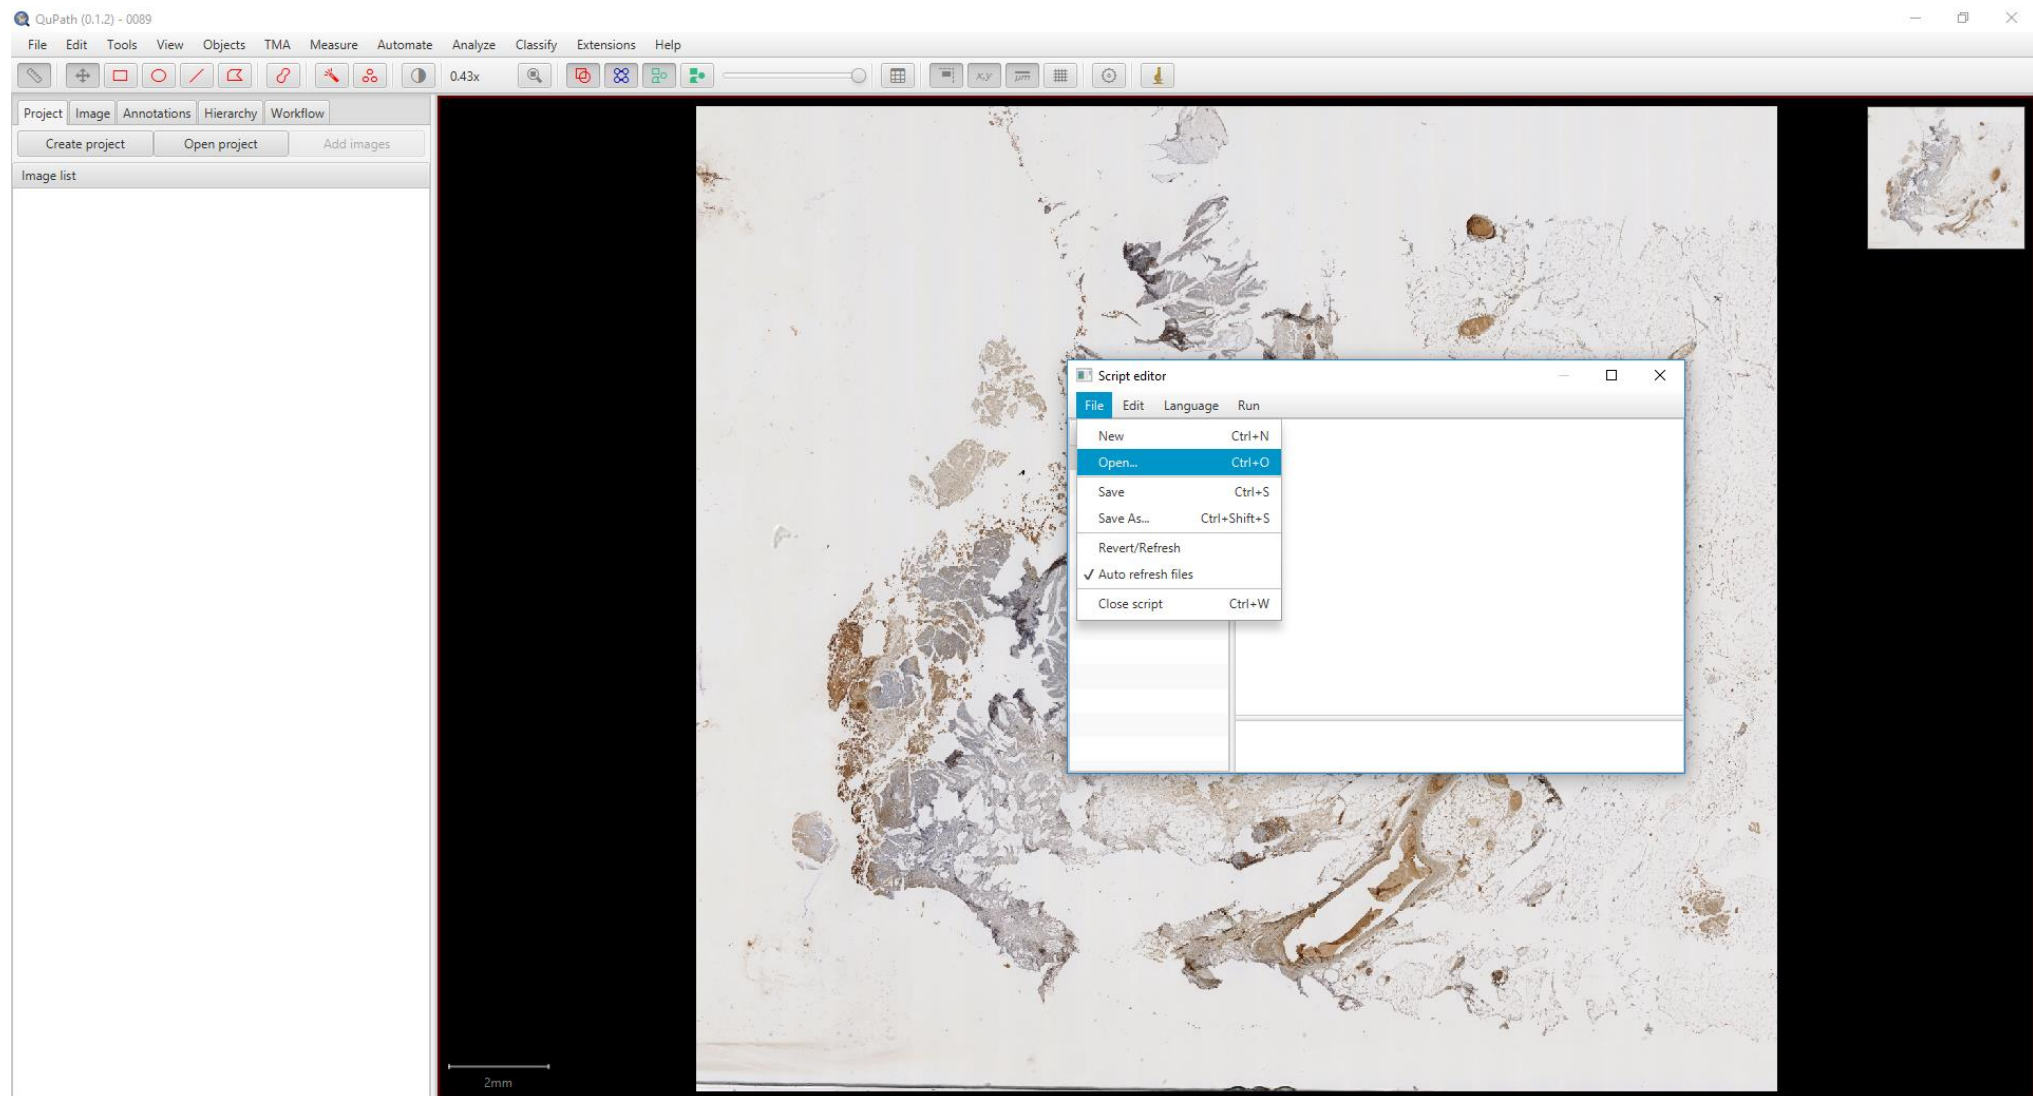 QuPath (0.1.2) - 0089
File Edit Tools View Objects TMA Measure Automate Analyze Classify Extensions Help
0.43x x,y µm
Project Image Annotations Hierarchy Workflow
Create project Open project Add images
Image list
Script editor
File Edit Language Run
New Ctrl+N
Open... Ctrl+O
Save Ctrl+S
Save As... Ctrl+Shift+S
Revert/Refresh
✓ Auto refresh files
Close script Ctrl+W
2mm